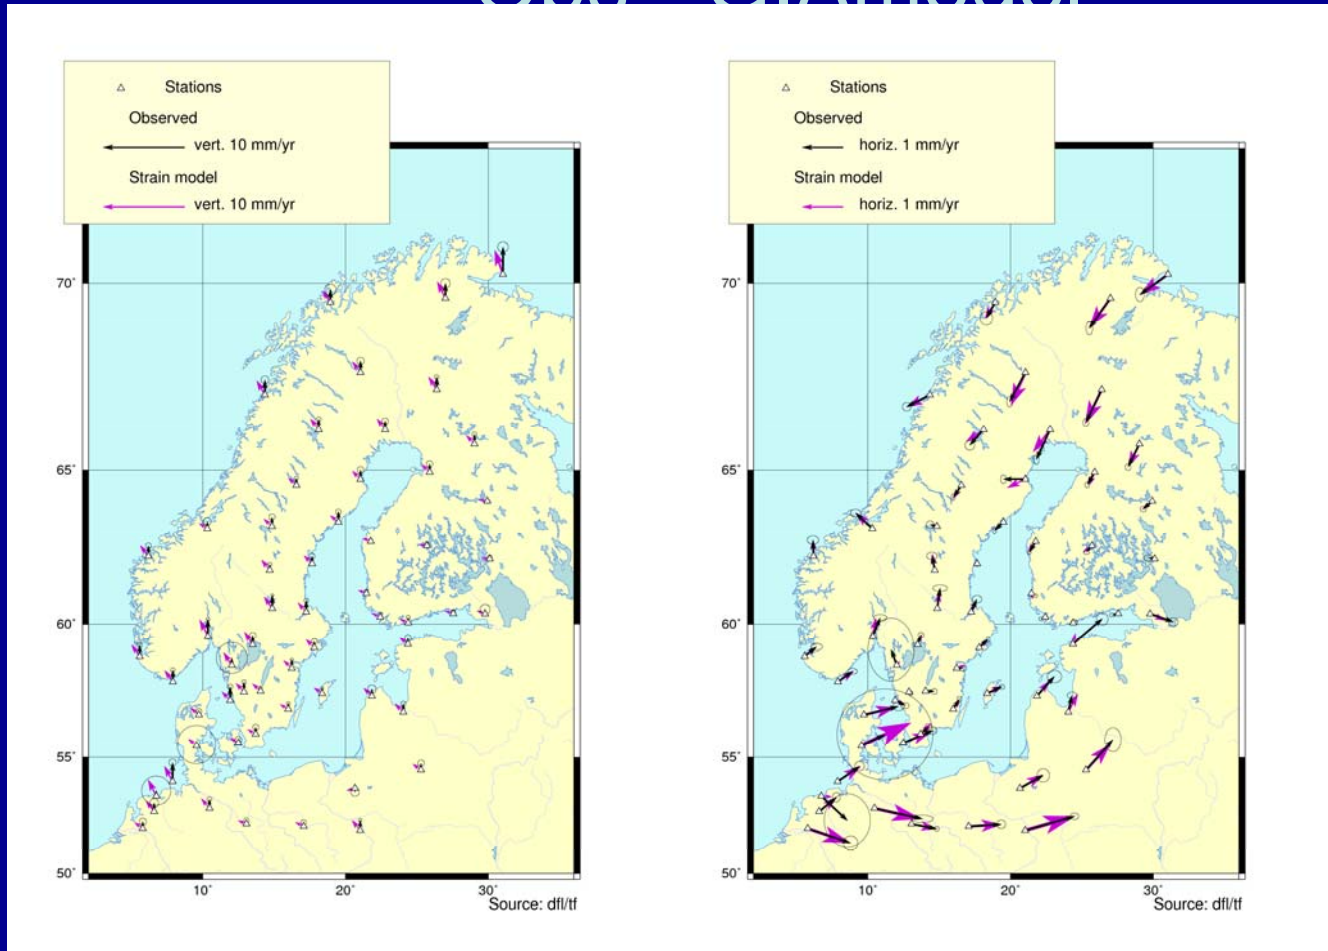 Stations
Observed
vert. 10 mm/yr
Strain model
vert. 10 mm/yr
70°
65°
60°
55°
50°
10° 20° 30°
Source: dfl/tf
Stations
Observed
horiz. 1 mm/yr
Strain model
horiz. 1 mm/yr
70°
65°
60°
55°
50°
10° 20° 30°
Source: dfl/tf